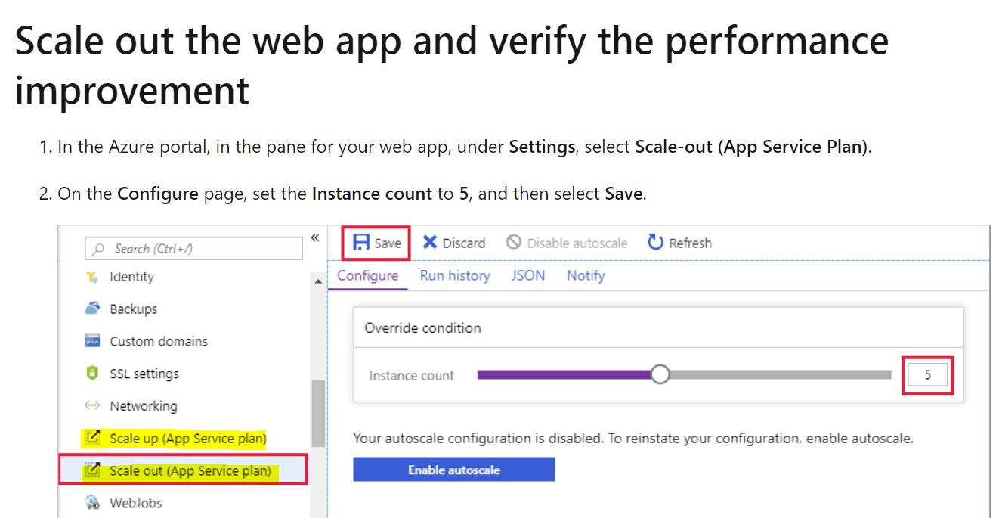 Scale out the web app and verify the performance
improvement
1. In the Azure portal, in the pane for your web app, under Settings, select Scale-out (App Service Plan).
2. On the Configure page, set the Instance count to 5, and then select Save.
Search (Ctrl+/)
«
Identity
Backups
Custom domains
SSL settings
Networking
Scale up (App Service plan)
Scale out (App Service plan)
WebJobs
Save Discard Disable autoscale Refresh
Configure Run history JSON Notify
Override condition
Instance count 5
Your autoscale configuration is disabled. To reinstate your configuration, enable autoscale.
Enable autoscale